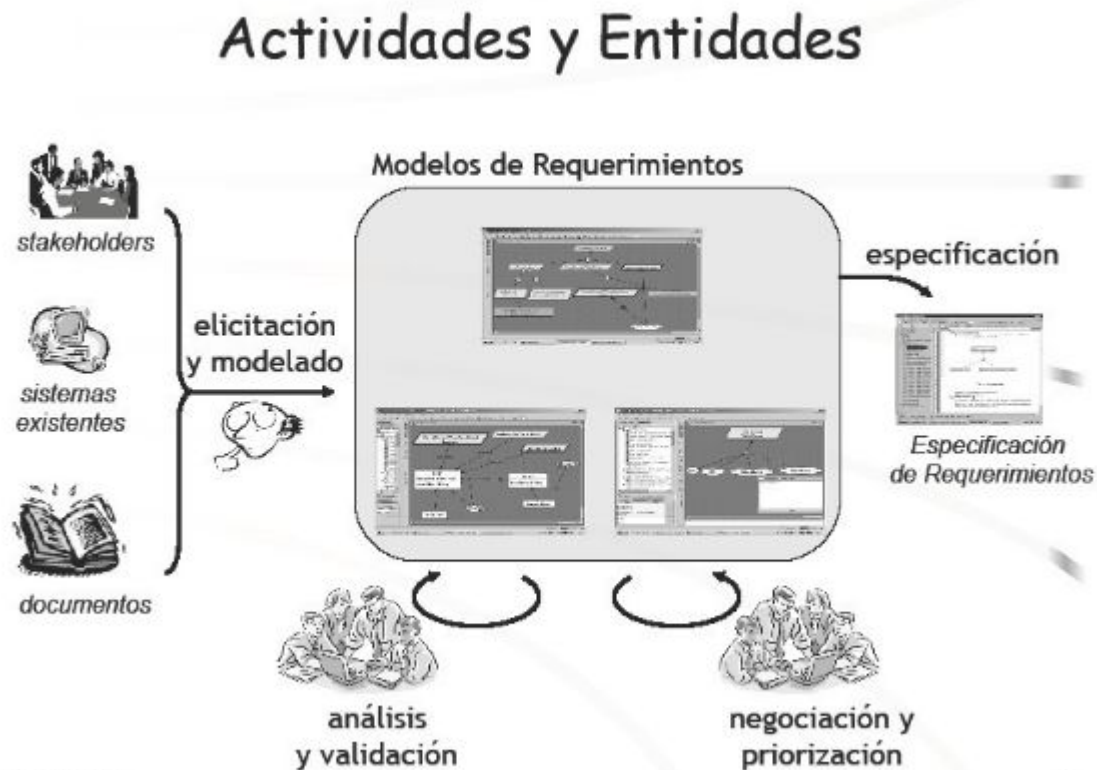 Actividades y Entidades
Modelos de Requerimientos
stakeholders
elicitación
y modelado
sistemas
existentes
documentos
especificación
Especificación
de Requerimientos
análisis
y validación
negociación y
priorización